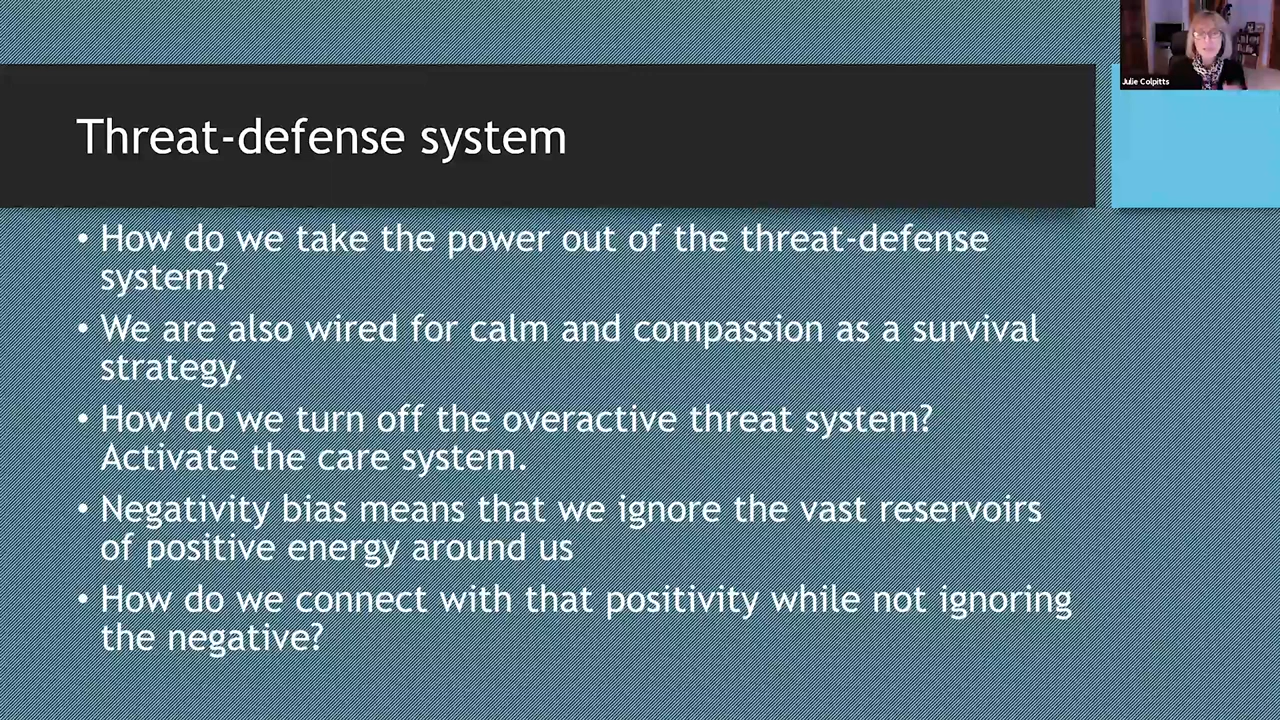 Julie Colpitts
Threat-defense system
• How do we take the power out of the threat-defense
system?
• We are also wired for calm and compassion as a survival
strategy.
• How do we turn off the overactive threat system?
Activate the care system.
• Negativity bias means that we ignore the vast reservoirs
of positive energy around us
• How do we connect with that positivity while not ignoring
the negative?